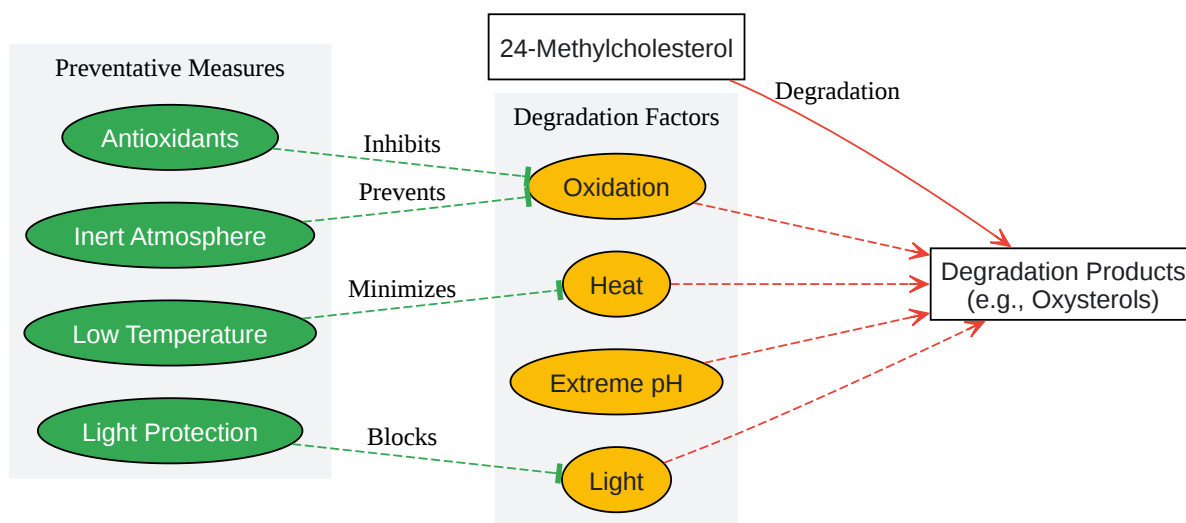 24-Methylcholesterol
Preventative Measures
Degradation
Degradation Factors
Antioxidants
Inhibits
Oxidation
Prevents
Inert Atmosphere
Degradation Products
(e.g., Oxysterols)
Heat
Minimizes
Low Temperature
Extreme pH
Light Protection
Blocks
Light